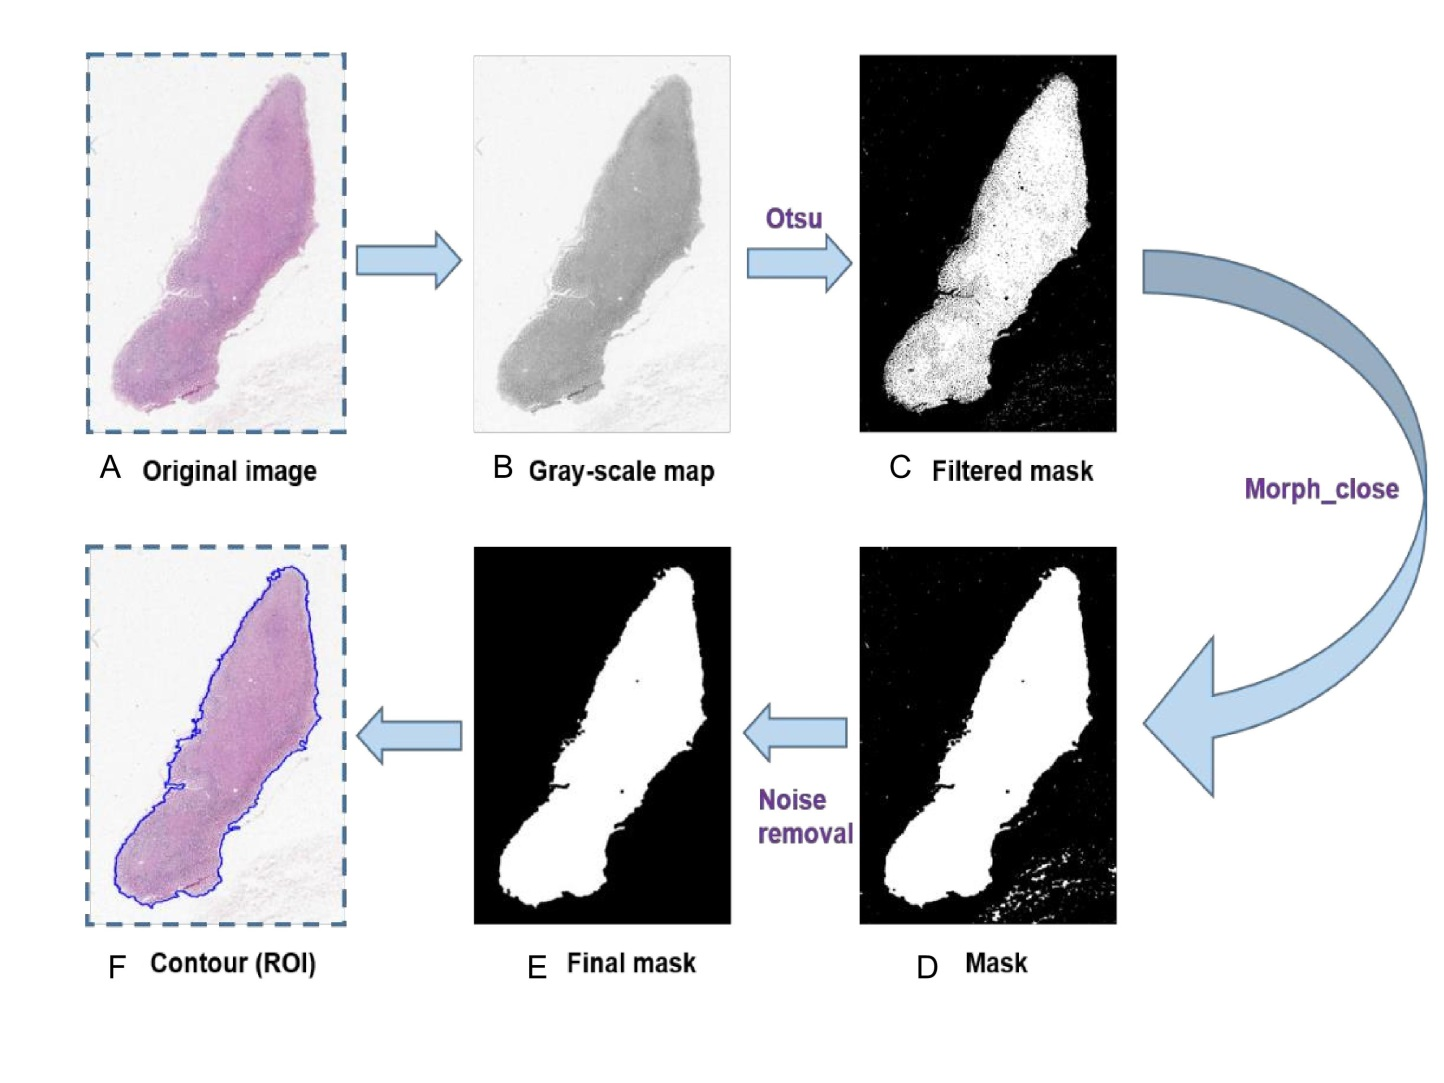 Otsu
A Original image
B Gray-scale map
C Filtered mask
Morph_close
Noise
removal
F Contour (ROI)
E Final mask
D Mask